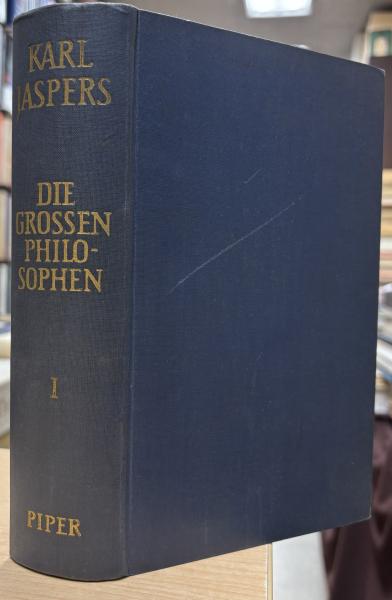 KARL
JASPERS
DIE
GROSSEN
PHILO-
SOPHEN
I
PIPER